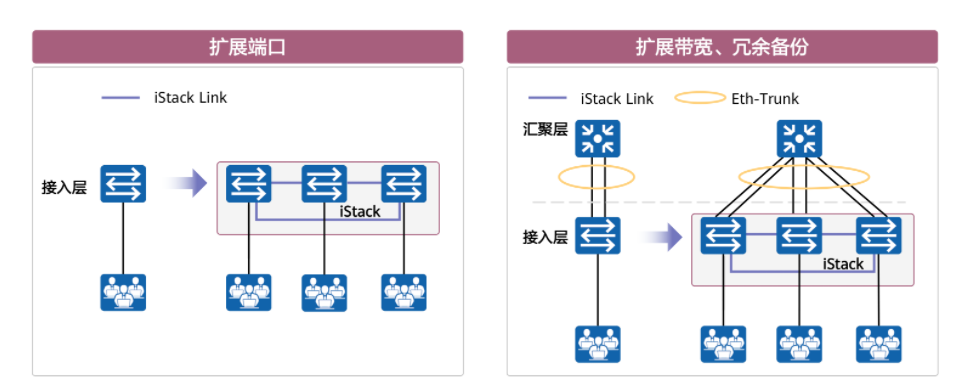 扩展端口
iStack Link
接入层
iStack
扩展带宽、冗余备份
iStack Link
Eth-Trunk
汇聚层
接入层
iStack